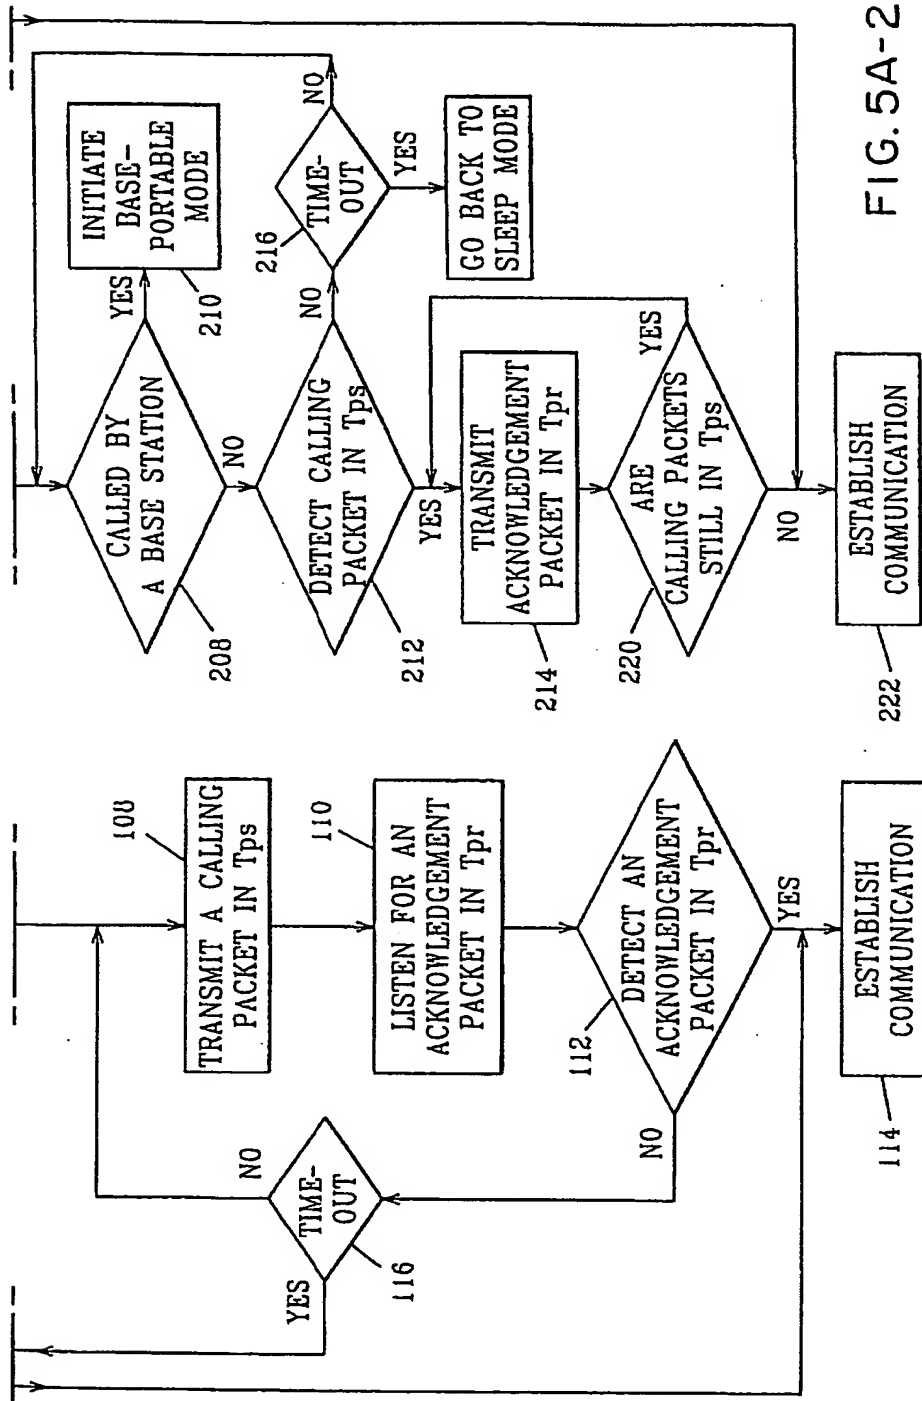 108
TRANSMIT A CALLING
PACKET IN Tps
110
LISTEN FOR AN
ACKNOWLEDGEMENT
PACKET IN Tpr
112
DETECT AN
ACKNOWLEDGEMENT
PACKET IN Tpr
NO
YES
TIME-
OUT
116
NO
YES
ESTABLISH
COMMUNICATION
114
CALLED BY
A BASE STATION
208
YES
NO
INITIATE
BASE-
PORTABLE
MODE
210
DETECT CALLING
PACKET IN Tps
212
NO
YES
TIME-
OUT
216
NO
YES
GO BACK TO
SLEEP MODE
TRANSMIT
ACKNOWLEDGEMENT
PACKET IN Tpr
214
ARE
CALLING PACKETS
STILL IN Tps
220
YES
NO
ESTABLISH
COMMUNICATION
222
FIG. 5A-2